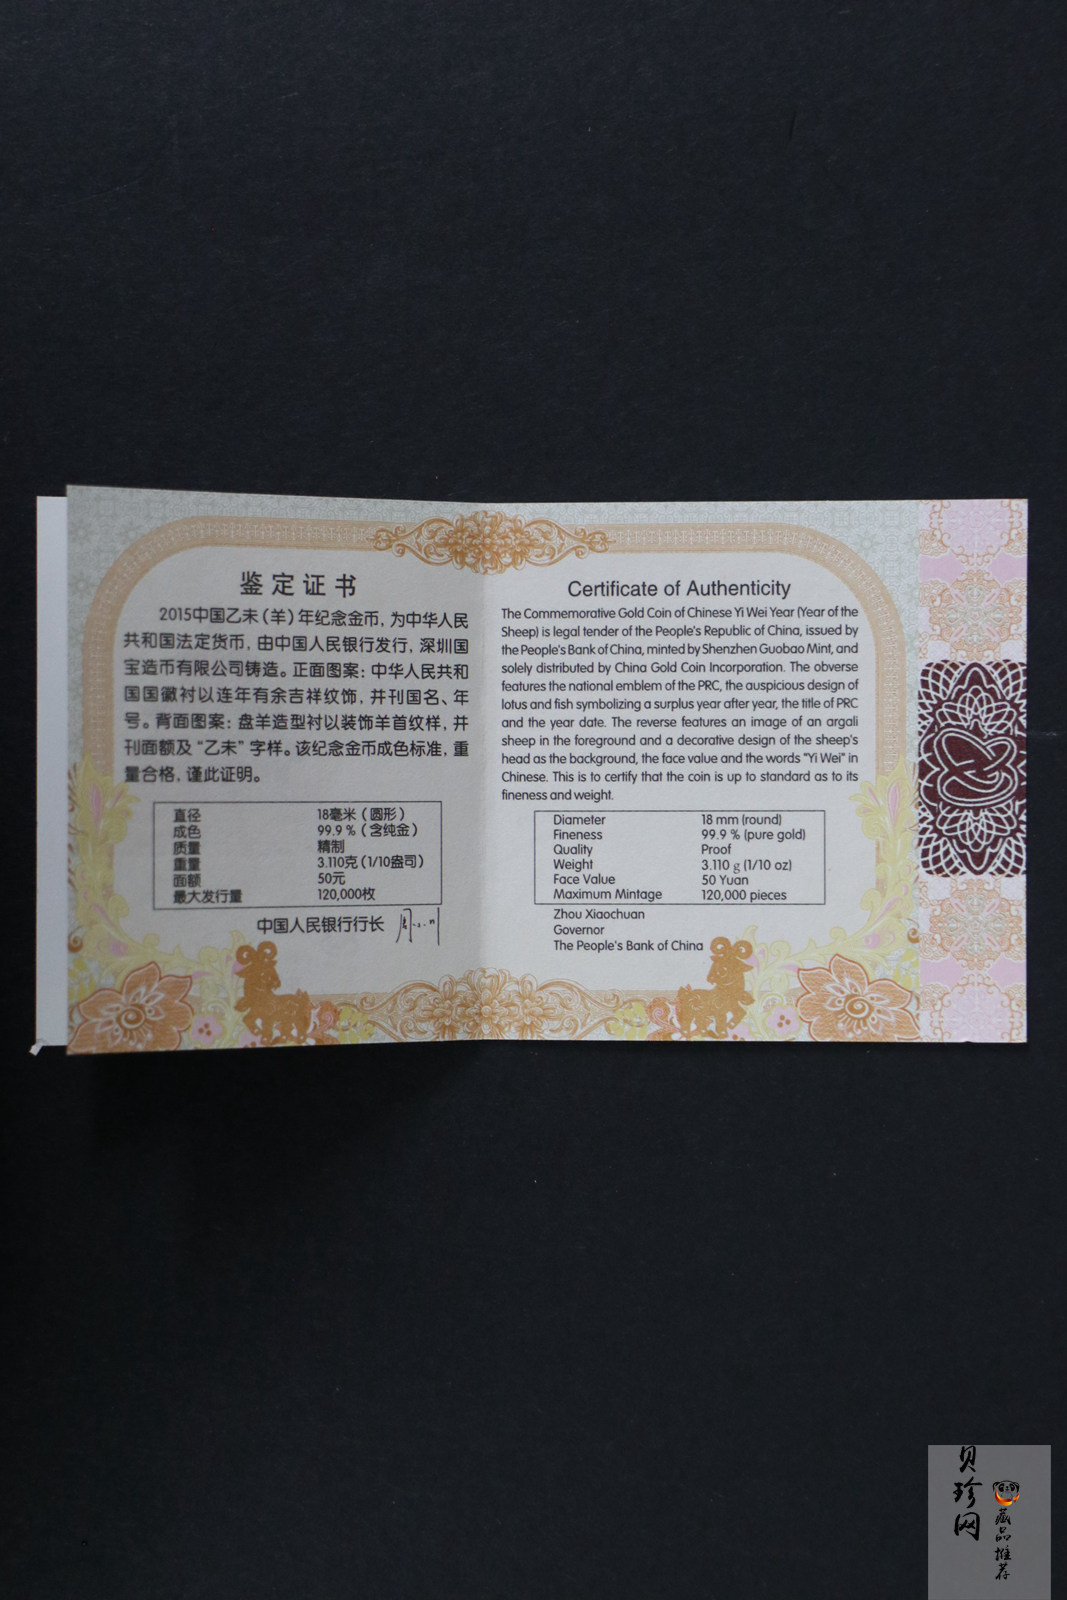 鉴定证书
2015中国乙未（羊）年纪念金币，为中华人民
共和国法定货币，由中国人民银行发行，深圳国
宝造币有限公司铸造。正面图案：中华人民共和
国国徽衬以连年有余吉祥纹饰，并刊国名、年
号。背面图案：盘羊造型衬以装饰羊首纹样，并
刊面额及“乙未”字样。该纪念金币成色标准，重
量合格，谨此证明。
直径 18毫米（圆形）
成色 99.9％（含纯金）
质量 精制
重量 3.110克（1/10盎司）
面额 50元
最大发行量 120,000枚
中国人民银行行长
Certificate of Authenticity
The Commemorative Gold Coin of Chinese Yi Wei Year (Year of the
Sheep) is legal tender of the People's Republic of China, issued by
the People's Bank of China, minted by Shenzhen Guobao Mint, and
solely distributed by China Gold Coin Incorporation. The obverse
features the national emblem of the PRC, the auspicious design of
lotus and fish symbolizing a surplus year after year, the title of PRC
and the year date. The reverse features an image of an argali
sheep in the foreground and a decorative design of the sheep's
head as the background, the face value and the words "Yi Wei" in
Chinese. This is to certify that the coin is up to standard as to its
fineness and weight.
Diameter 18 mm (round)
Fineness 99.9 % (pure gold)
Quality Proof
Weight 3.110 g (1/10 oz)
Face Value 50 Yuan
Maximum Mintage 120,000 pieces
Zhou Xiaochuan
Governor
The People's Bank of China
贝珍网
藏品推荐